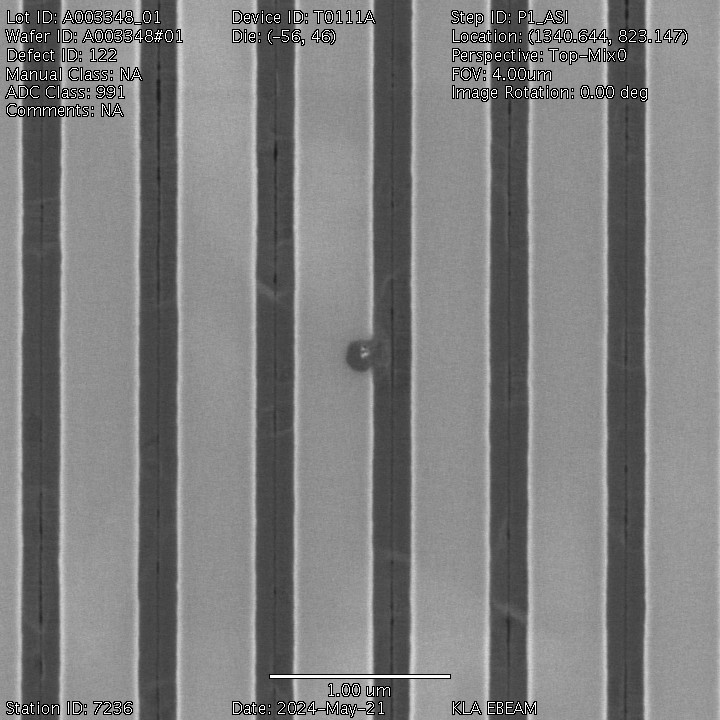 Lot ID: A003348_01 Device ID: T0111A Step ID: P1_ASI
Wafer ID: A003348#01 Die: (-56, 46) Location: (1340.644, 823.147)
Defect ID: 122 Perspective: Top-Mix0
Manual Class: NA FOV: 4.00um
ADC Class: 991 Image Rotation: 0.00 deg
Comments: NA
1.00 um
Station ID: 7236 Date: 2024-May-21 KLA EBEAM